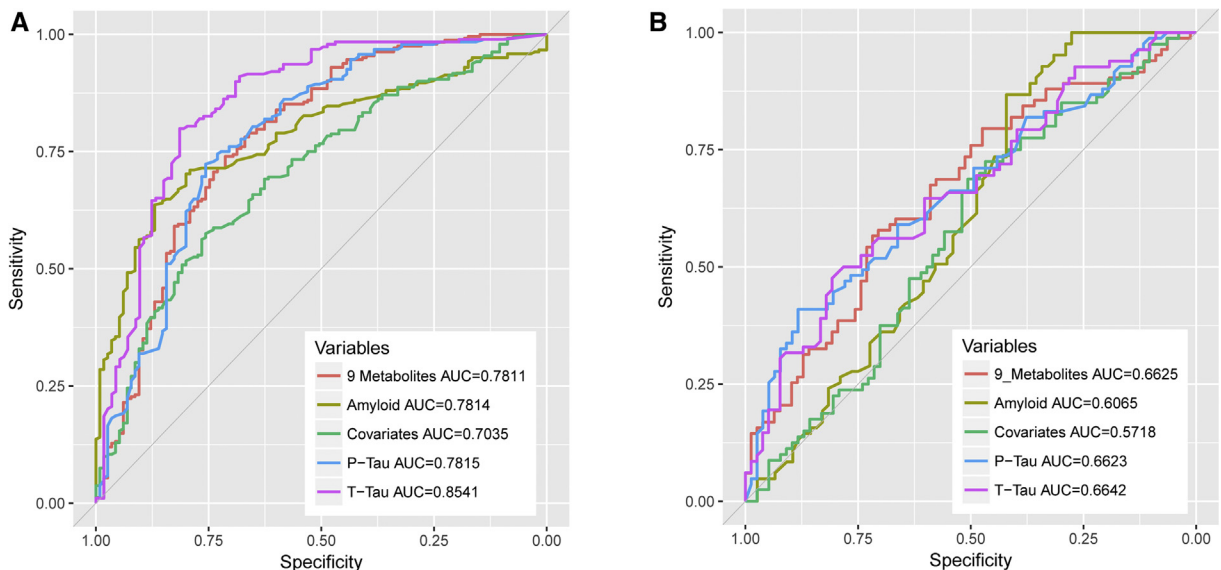 A
1.00
0.75
0.50
0.25
0.00
Sensitivity
1.00
0.75
0.50
0.25
0.00
Specificity
Variables
9 Metabolites AUC=0.7811
Amyloid AUC=0.7814
Covariates AUC=0.7035
P−Tau AUC=0.7815
T−Tau AUC=0.8541
B
1.00
0.75
0.50
0.25
0.00
Sensitivity
1.00
0.75
0.50
0.25
0.00
Specificity
Variables
9_Metabolites AUC=0.6625
Amyloid AUC=0.6065
Covariates AUC=0.5718
P−Tau AUC=0.6623
T−Tau AUC=0.6642